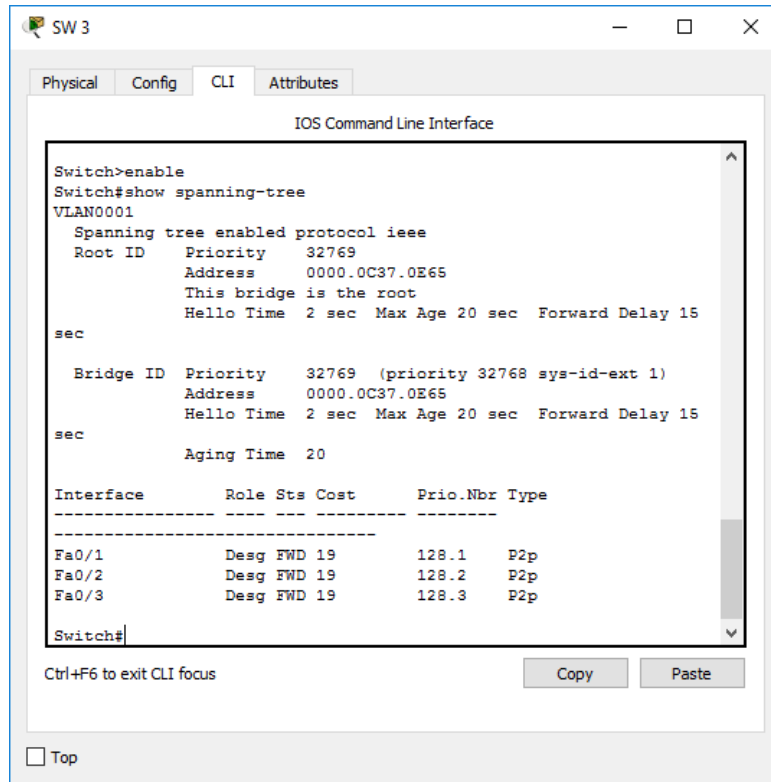 SW 3
Physical Config CLI Attributes
IOS Command Line Interface
Switch>enable
Switch#show spanning-tree
VLAN0001
  Spanning tree enabled protocol ieee
  Root ID    Priority    32769
             Address     0000.0C37.0E65
             This bridge is the root
             Hello Time  2 sec  Max Age 20 sec  Forward Delay 15
sec
  Bridge ID  Priority    32769  (priority 32768 sys-id-ext 1)
             Address     0000.0C37.0E65
             Hello Time  2 sec  Max Age 20 sec  Forward Delay 15
sec
             Aging Time  20
Interface        Role Sts Cost      Prio.Nbr Type
---------------- ---- --- --------- --------
--------------------------------
Fa0/1            Desg FWD 19        128.1    P2p
Fa0/2            Desg FWD 19        128.2    P2p
Fa0/3            Desg FWD 19        128.3    P2p
Switch#
Ctrl+F6 to exit CLI focus Copy Paste
Top